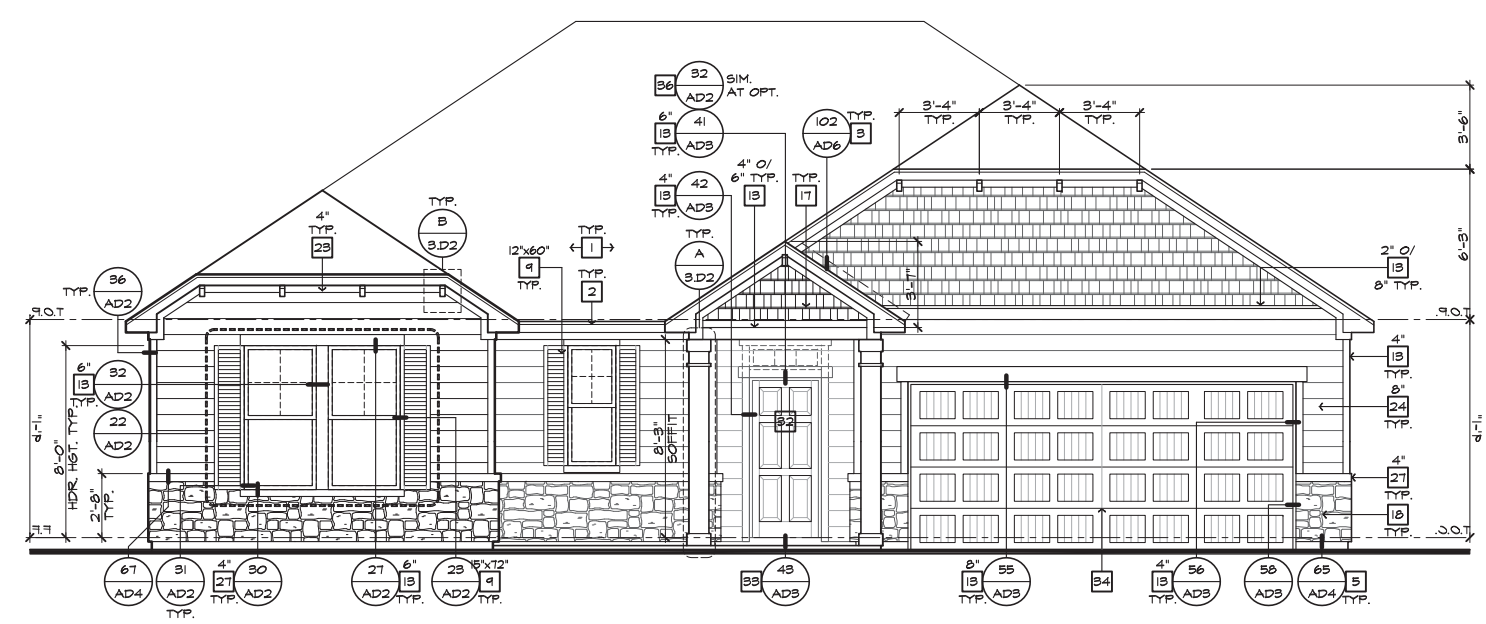 32
36
AD2
SIM.
AT OPT.
6"
41
13
AD3
TYP.
102
AD6
TYP.
3
3'-4"
TYP.
3'-4"
TYP.
3'-4"
TYP.
3'-6"
4"
42
13
AD3
TYP.
4" O/
6" TYP.
13
TYP.
17
TYP.
B
3.D2
4"
TYP.
23
TYP.
A
3.D2
TYP.
1
12"x60"
9
TYP.
TYP.
2
6'-3"
2" O/
13
8" TYP.
TYP.
36
AD2
3'-7"
T.O.P.
T.O.P.
6"
32
13
AD2
TYP.
22
AD2
8'-0"
HDR. HGT. TYP.
2'-8"
TYP.
8'-3"
SOFFIT
32
4"
13
TYP.
8"
24
TYP.
4"
27
TYP.
18
TYP.
F.F.
T.O.C.
67
AD4
31
AD2
TYP.
4"
27
TYP.
30
AD2
27
AD2
6"
13
TYP.
23
AD2
15"x72"
9
TYP.
33
43
AD3
8"
13
TYP.
55
AD3
34
4"
13
TYP.
56
AD3
58
AD3
65
AD4
5
TYP.